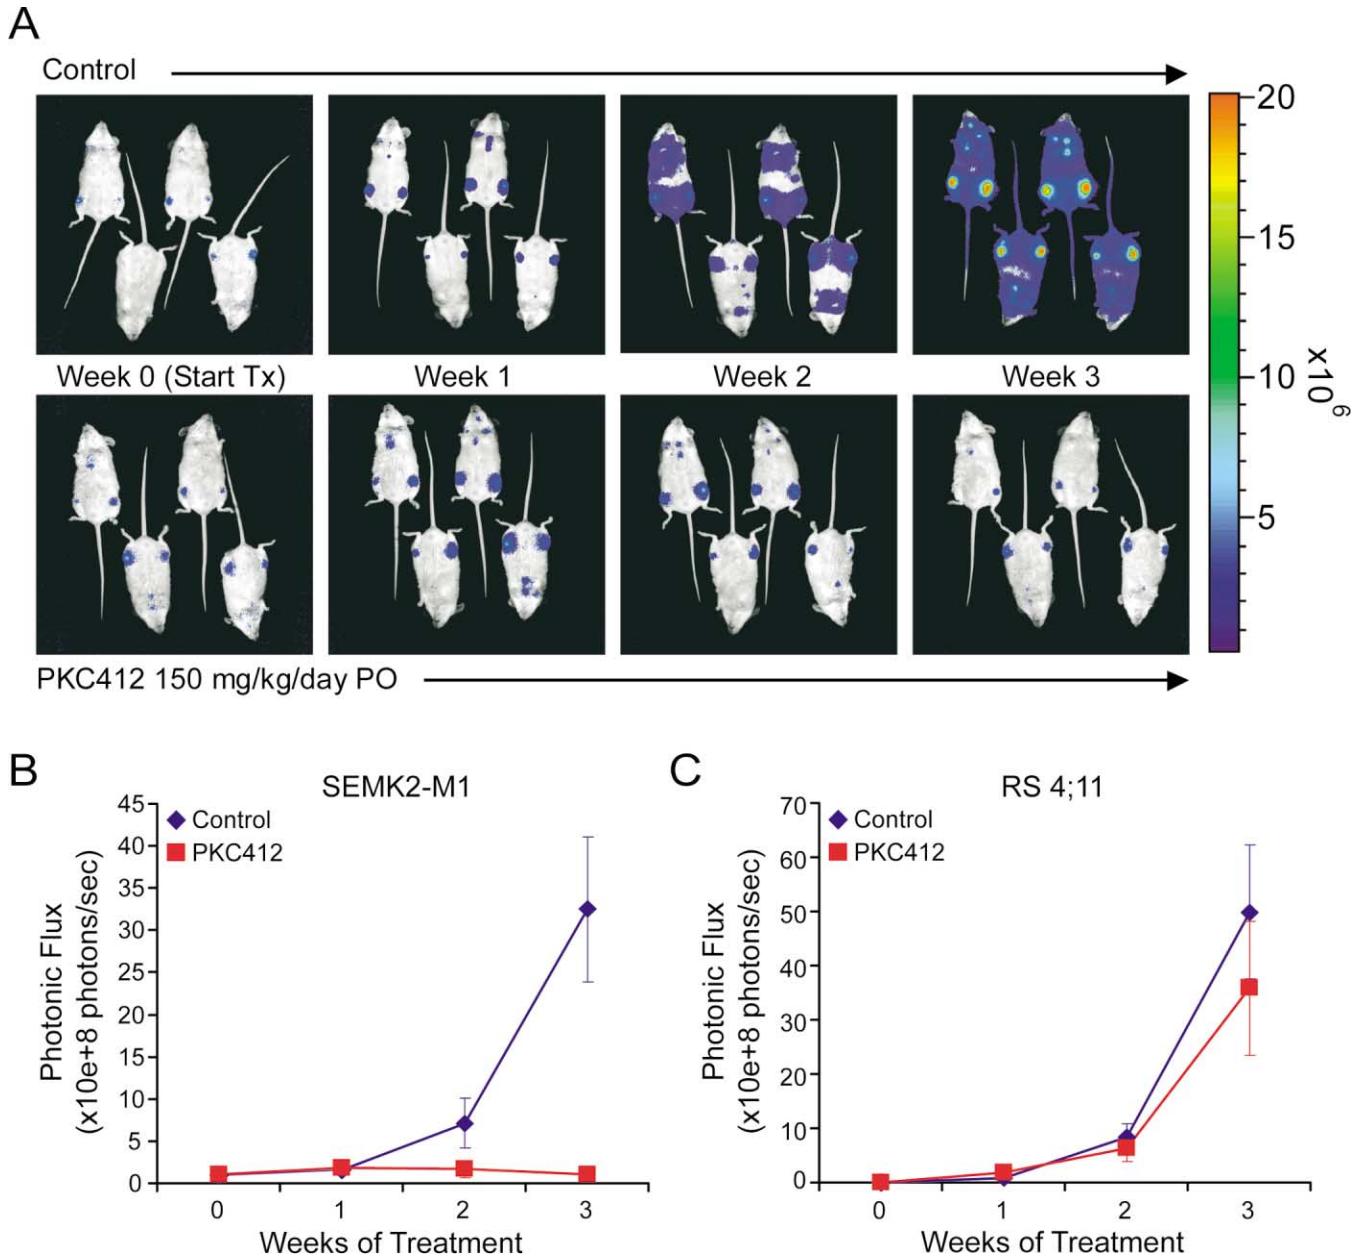 A
Control
Week 0 (Start Tx)
Week 1
Week 2
Week 3
20
15
10
5
x10^6
PKC412 150 mg/kg/day PO
B
SEMK2-M1
Control
PKC412
Photonic Flux
(x10e+8 photons/sec)
45
40
35
30
25
20
15
10
5
0
0 1 2 3
Weeks of Treatment
C
RS 4;11
Control
PKC412
Photonic Flux
(x10e+8 photons/sec)
70
60
50
40
30
20
10
0
0 1 2 3
Weeks of Treatment